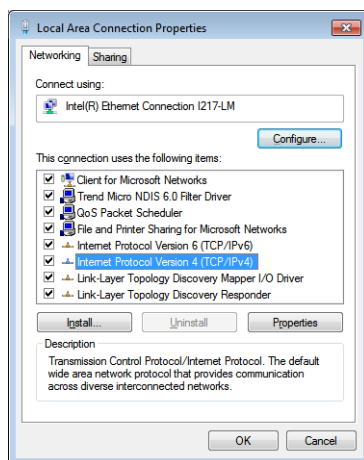 Local Area Connection Properties
Networking
Sharing
Connect using:
Intel(R) Ethernet Connection I217-LM
Configure...
This connection uses the following items:
Client for Microsoft Networks
Trend Micro NDIS 6.0 Filter Driver
QoS Packet Scheduler
File and Printer Sharing for Microsoft Networks
Internet Protocol Version 6 (TCP/IPv6)
Internet Protocol Version 4 (TCP/IPv4)
Link-Layer Topology Discovery Mapper I/O Driver
Link-Layer Topology Discovery Responder
Install...
Uninstall
Properties
Description
Transmission Control Protocol/Internet Protocol. The default
wide area network protocol that provides communication
across diverse interconnected networks.
OK
Cancel